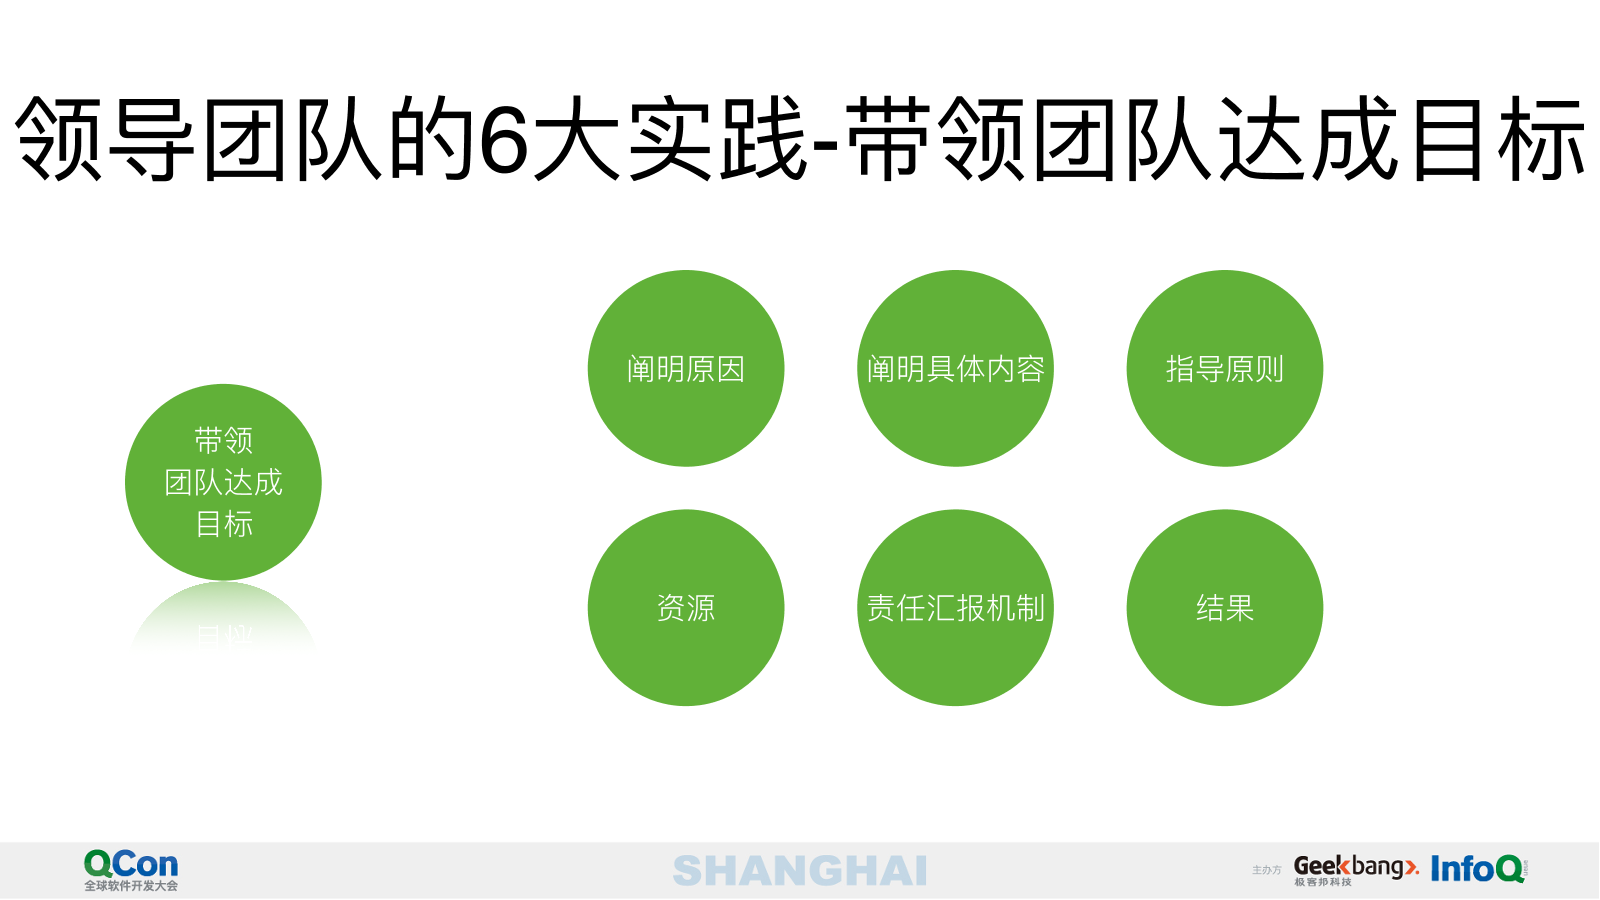 领导团队的6大实践-带领团队达成目标
阐明原因
阐明具体内容
指导原则
带领
团队达成
目标
资源
责任汇报机制
结果
QCon
全球软件开发大会
SHANGHAI
主办方
Geekbang
极客邦科技
InfoQ